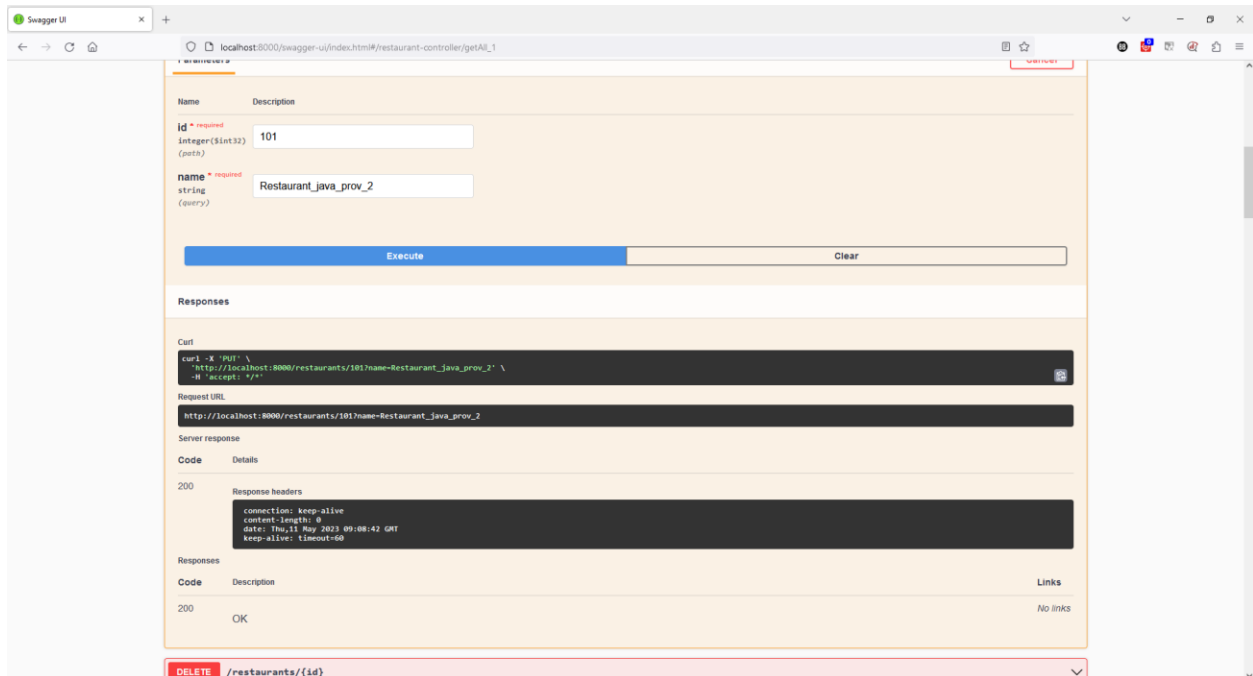 Swagger UI
localhost:8000/swagger-ui/index.html#/restaurant-controller/getAll_1
Parameters
Cancel
Name Description
id * required
integer($int32)
(path)
101
name * required
string
(query)
Restaurant_java_prov_2
Execute Clear
Responses
Curl
curl -X 'PUT' \
'http://localhost:8000/restaurants/101?name=Restaurant_java_prov_2' \
-H 'accept: */*'
Request URL
http://localhost:8000/restaurants/101?name=Restaurant_java_prov_2
Server response
Code Details
200
Response headers
connection: keep-alive
content-length: 0
date: Thu,11 May 2023 09:08:42 GMT
keep-alive: timeout=60
Responses
Code Description Links
200 No links
OK
DELETE /restaurants/{id}